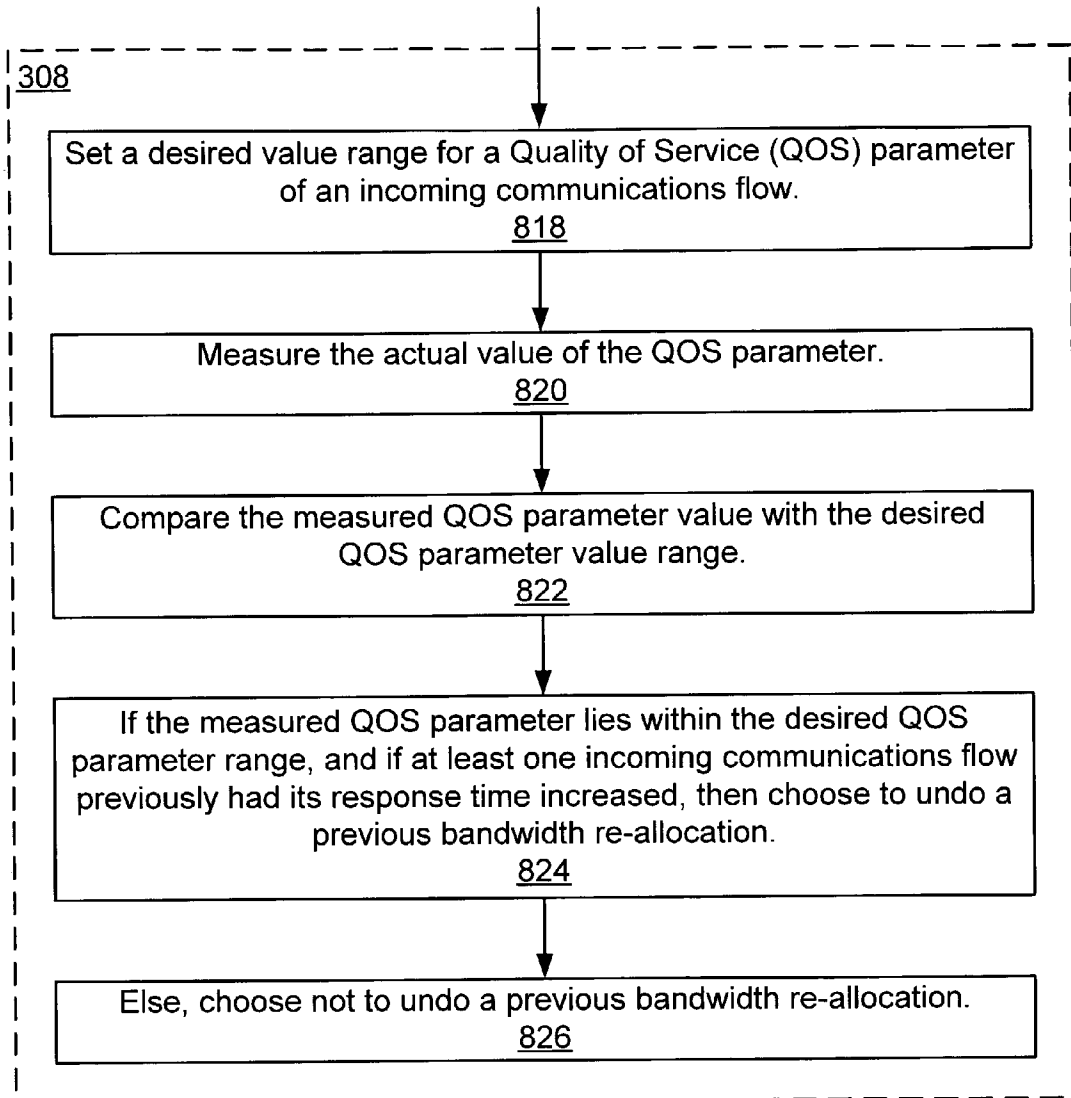 308
Set a desired value range for a Quality of Service (QOS) parameter
of an incoming communications flow.
818
Measure the actual value of the QOS parameter.
820
Compare the measured QOS parameter value with the desired
QOS parameter value range.
822
If the measured QOS parameter lies within the desired QOS
parameter range, and if at least one incoming communications flow
previously had its response time increased, then choose to undo a
previous bandwidth re-allocation.
824
Else, choose not to undo a previous bandwidth re-allocation.
826